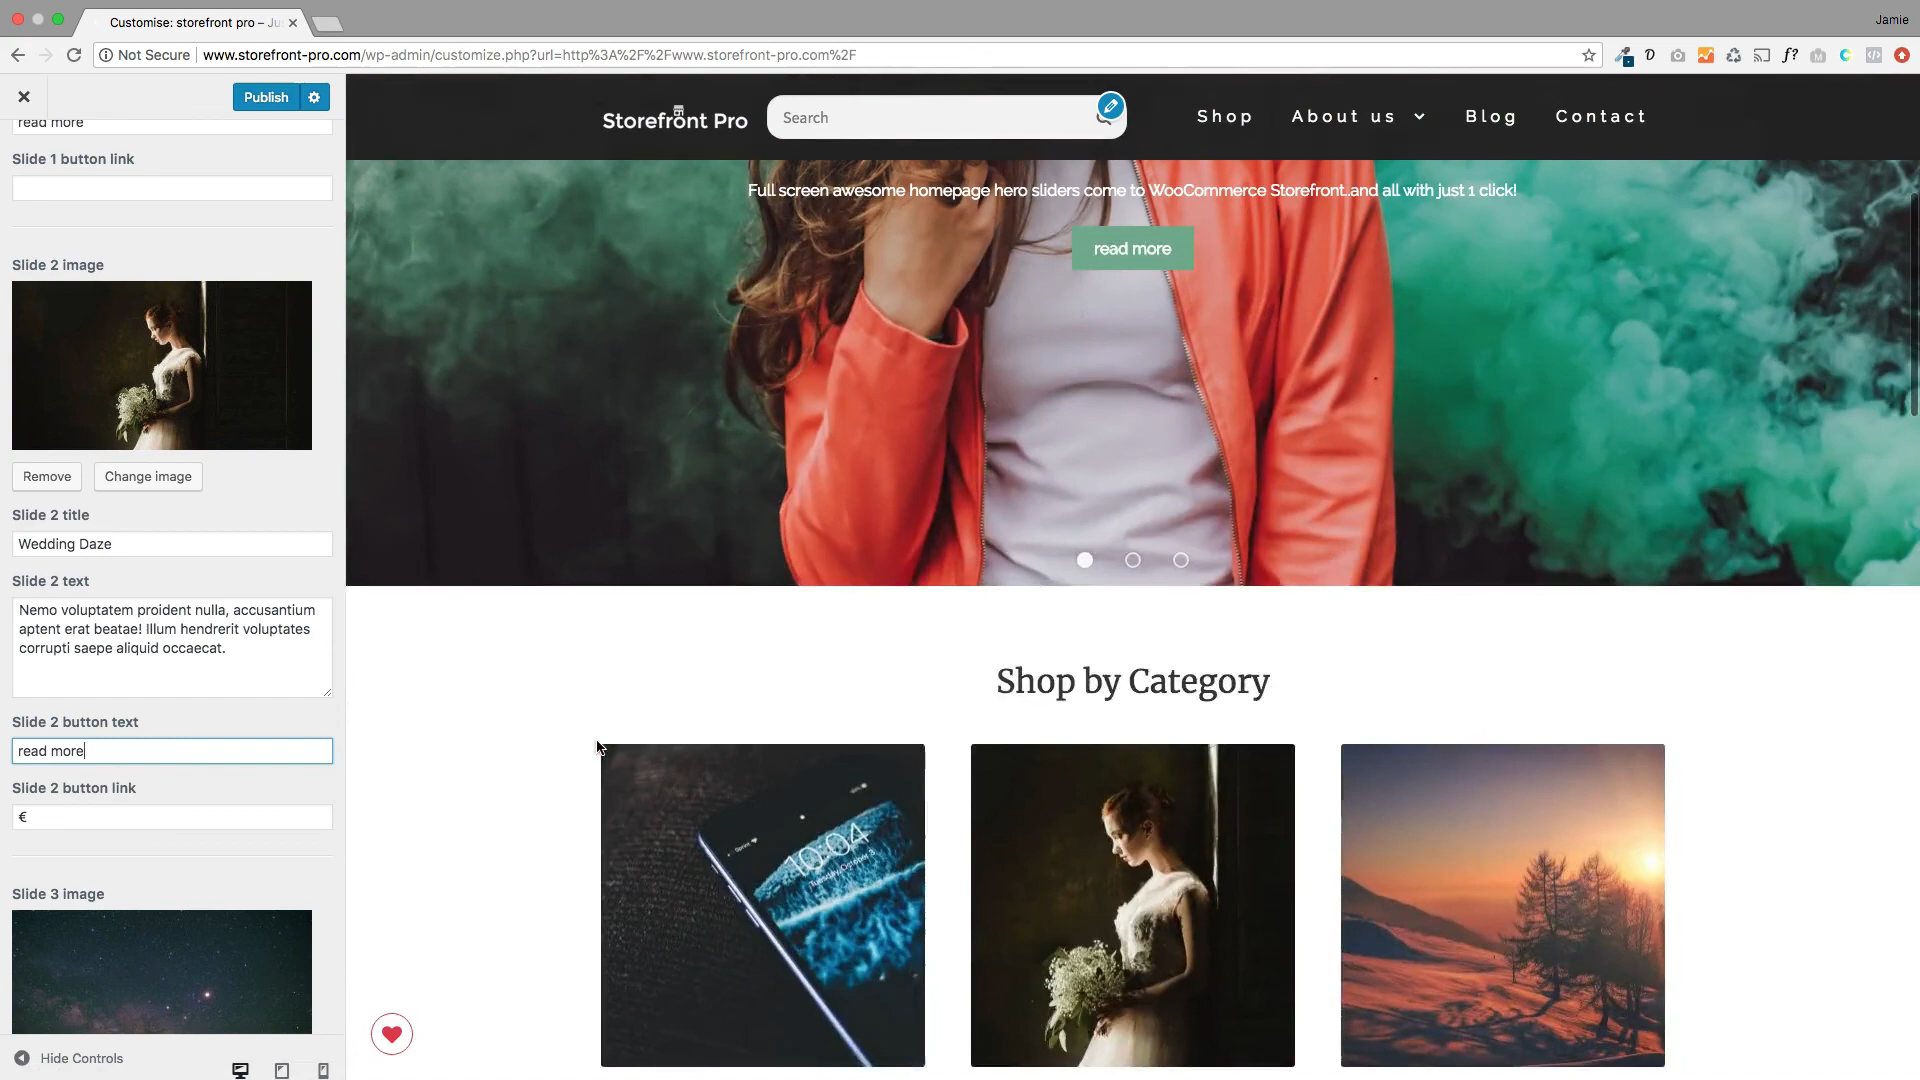 Customise: storefront pro – Ju
Jamie
Not Secure
www.storefront-pro.com/wp-admin/customize.php?url=http%3A%2F%2Fwww.storefront-pro.com%2F
Publish
read more
Slide 1 button link
Slide 2 image
Remove
Change image
Slide 2 title
Wedding Daze
Slide 2 text
Nemo voluptatem proident nulla, accusantium
aptent erat beatae! Illum hendrerit voluptates
corrupti saepe aliquid occaecat.
Slide 2 button text
read more
Slide 2 button link
€
Slide 3 image
Hide Controls
Storefront Pro
Search
Shop
About us
Blog
Contact
Full screen awesome homepage hero sliders come to WooCommerce Storefront..and all with just 1 click!
read more
Shop by Category
10:04
Tuesday, October 3